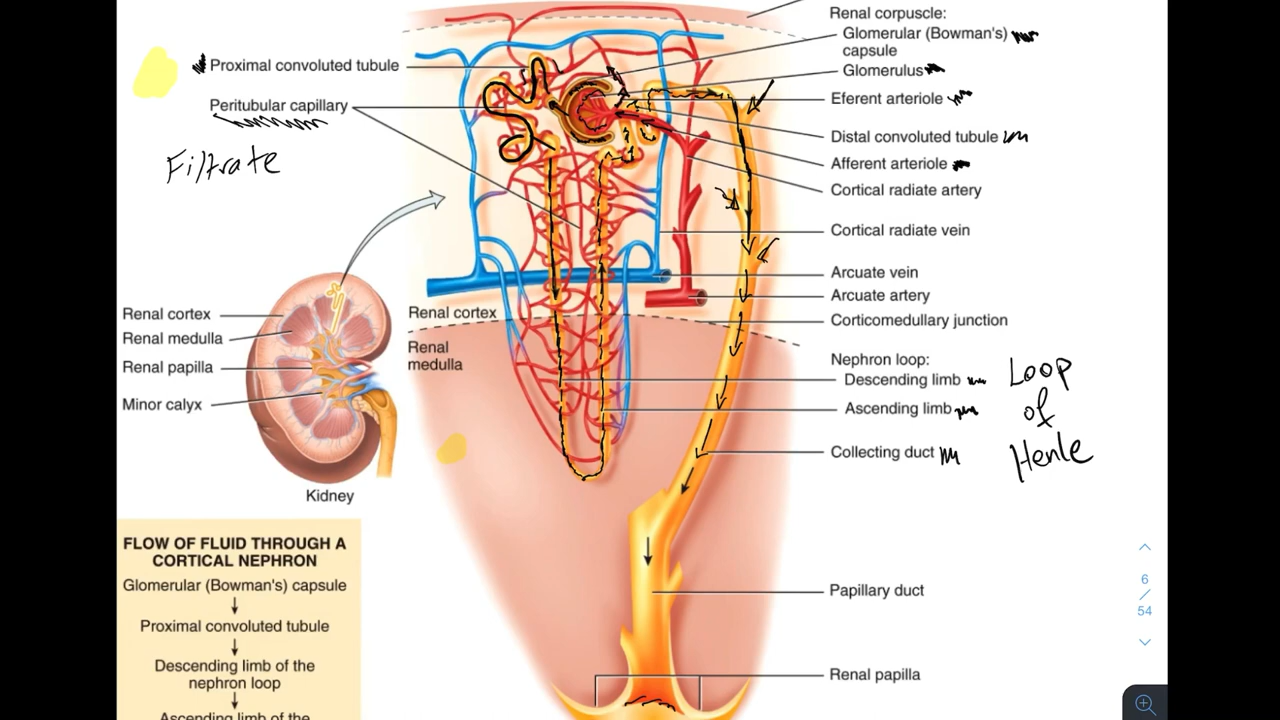 Renal corpuscle:
Glomerular (Bowman's)
capsule
Glomerulus
Eferent arteriole
Distal convoluted tubule
Afferent arteriole
Cortical radiate artery
Cortical radiate vein
Arcuate vein
Arcuate artery
Corticomedullary junction
Nephron loop:
Descending limb
Ascending limb
Collecting duct
Papillary duct
Renal papilla
Loop
of
Henle
Proximal convoluted tubule
Peritubular capillary
Filtrate
Renal cortex
Renal medulla
Renal papilla
Minor calyx
Kidney
Renal cortex
Renal
medulla
FLOW OF FLUID THROUGH A
CORTICAL NEPHRON
Glomerular (Bowman's) capsule
Proximal convoluted tubule
Descending limb of the
nephron loop
Ascending limb of the
6
/
54